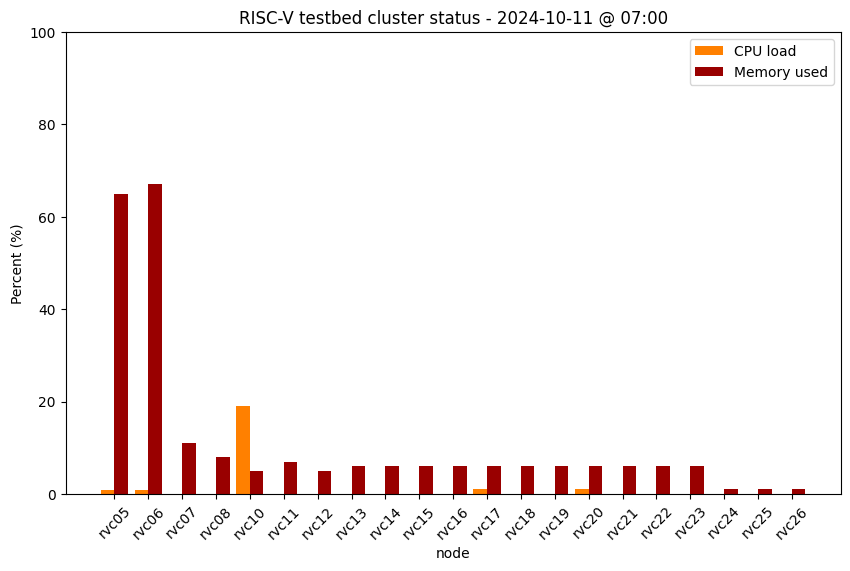 RISC-V testbed cluster status - 2024-10-11 @ 07:00
CPU load
Memory used
Percent (%)
100
80
60
40
20
0
rvc05
rvc06
rvc07
rvc08
rvc10
rvc11
rvc12
rvc13
rvc14
rvc15
rvc16
rvc17
rvc18
rvc19
rvc20
rvc21
rvc22
rvc23
rvc24
rvc25
rvc26
node